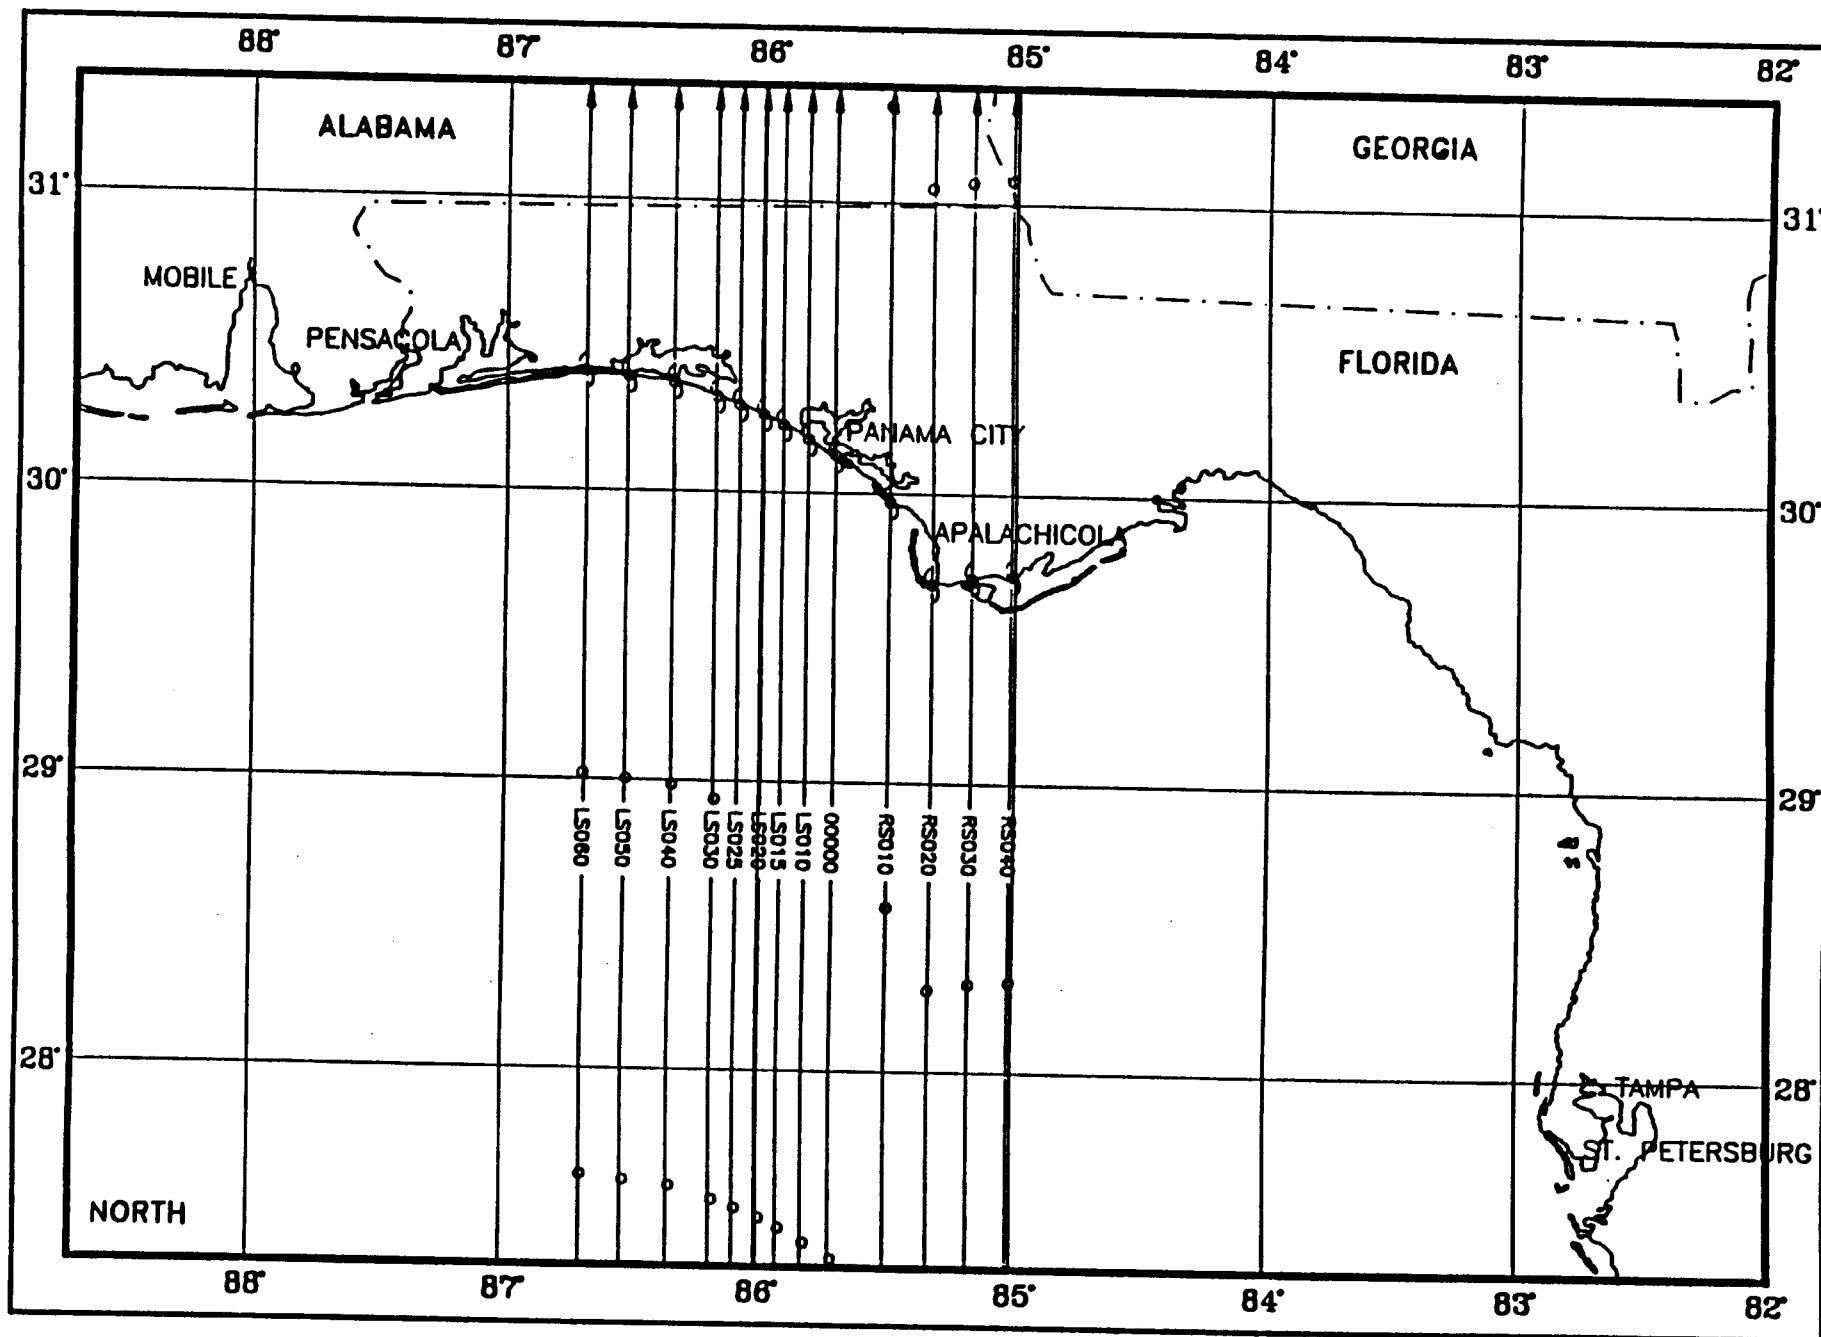 88° 87° 86° 85° 84° 83° 82°
ALABAMA
GEORGIA
31° 31°
MOBILE
PENSACOLA
FLORIDA
PANAMA CITY
30° 30°
APALACHICOLA
29° 29°
LS060 LS050 LS040 LS030 LS025 LS020 LS015 LS010 00000 RS010 RS020 RS030 RS040
28° 28°
TAMPA
ST. PETERSBURG
NORTH
88° 87° 86° 85° 84° 83° 82°